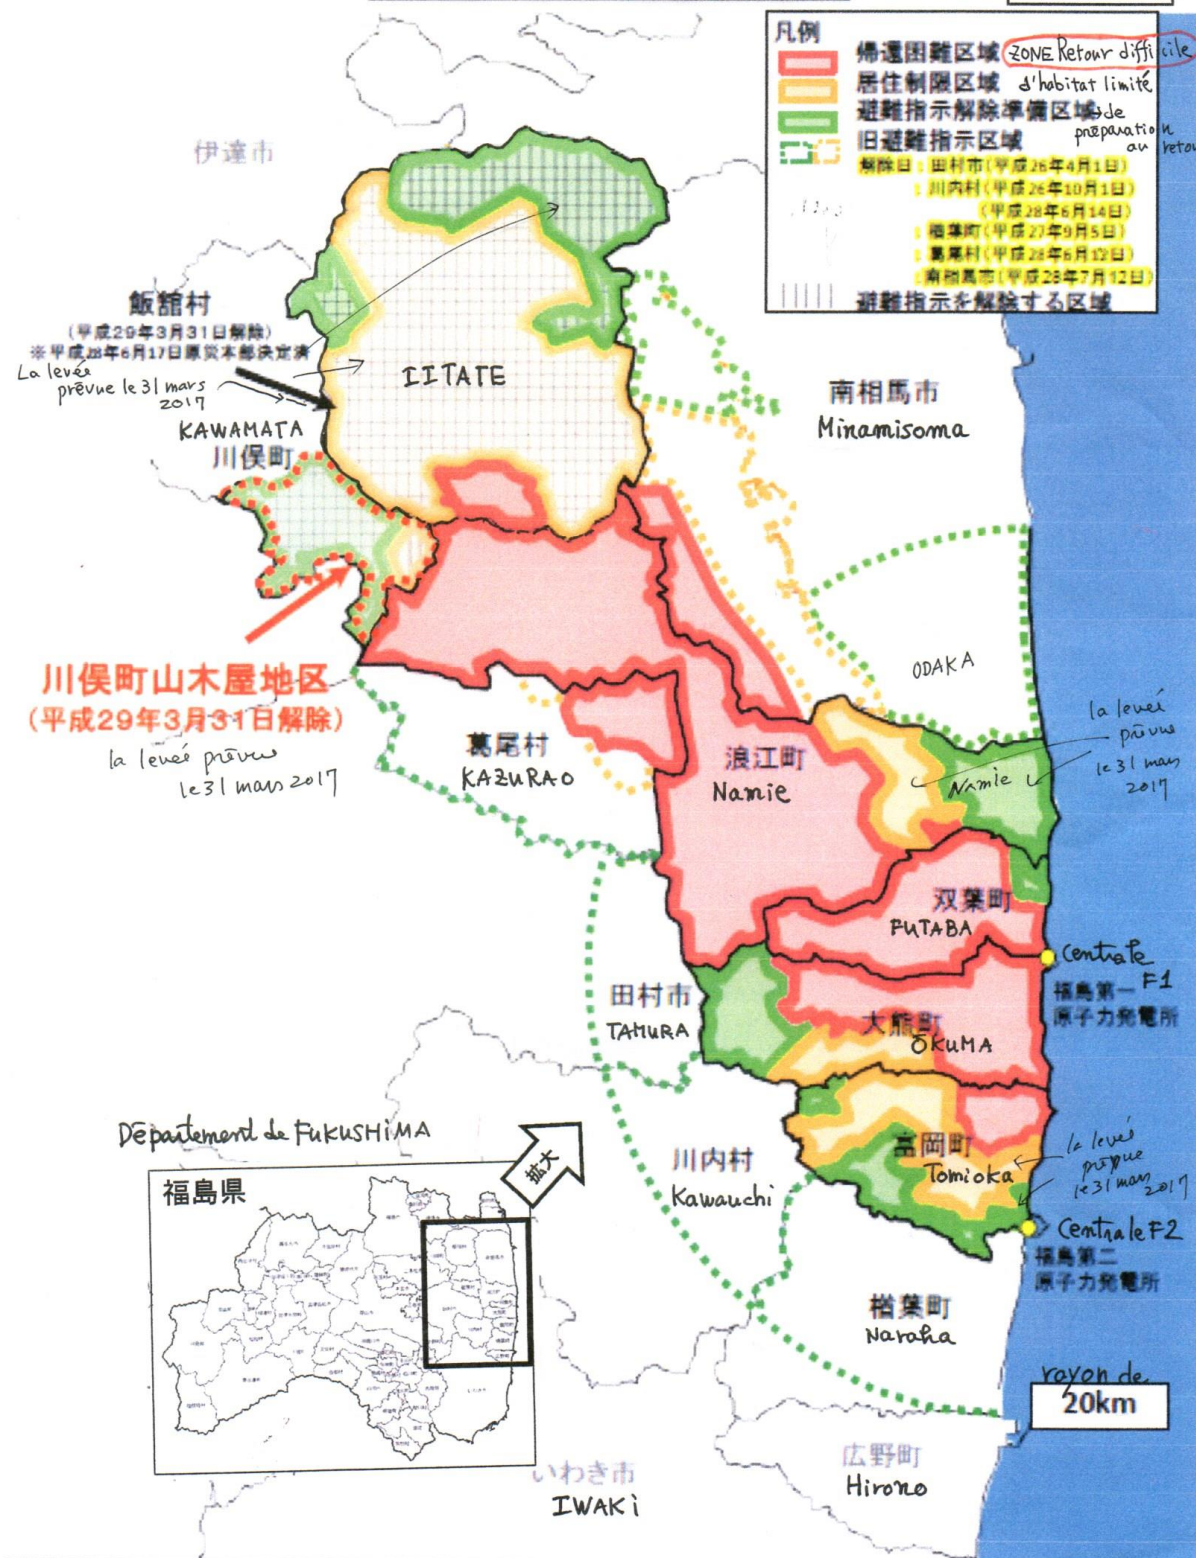 凡例
帰還困難区域 ZONE Retour difficile
居住制限区域 d'habitat limité
避難指示解除準備区域→de
préparation
au retour
旧避難指示区域
解除日：田村市(平成26年4月1日)
：川内村(平成26年10月1日)
(平成28年6月14日)
：楢葉町(平成27年9月5日)
：葛尾村(平成28年6月12日)
：南相馬市(平成28年7月12日)
避難指示を解除する区域
伊達市
飯舘村
(平成29年3月31日解除)
※平成28年6月17日原災本部決定済
La levée
prévue le 31 mars
2017
IITATE
KAWAMATA
川俣町
南相馬市
Minamisoma
ODAKA
川俣町山木屋地区
(平成29年3月31日解除)
la levée prévue
le 31 mars 2017
葛尾村
KAZURAO
浪江町
Namie
Namie
la levée
prévue
le 31 mars
2017
双葉町
FUTABA
Centrale
F1
福島第一
原子力発電所
田村市
TAMURA
大熊町
ŌKUMA
川内村
Kawauchi
富岡町
Tomioka
la levée
prévue
le 31 mars 2017
Centrale F2
福島第二
原子力発電所
楢葉町
Naraha
rayon de
20km
広野町
Hirono
いわき市
IWAKi
Département de FUKUSHiMA
拡大
福島県